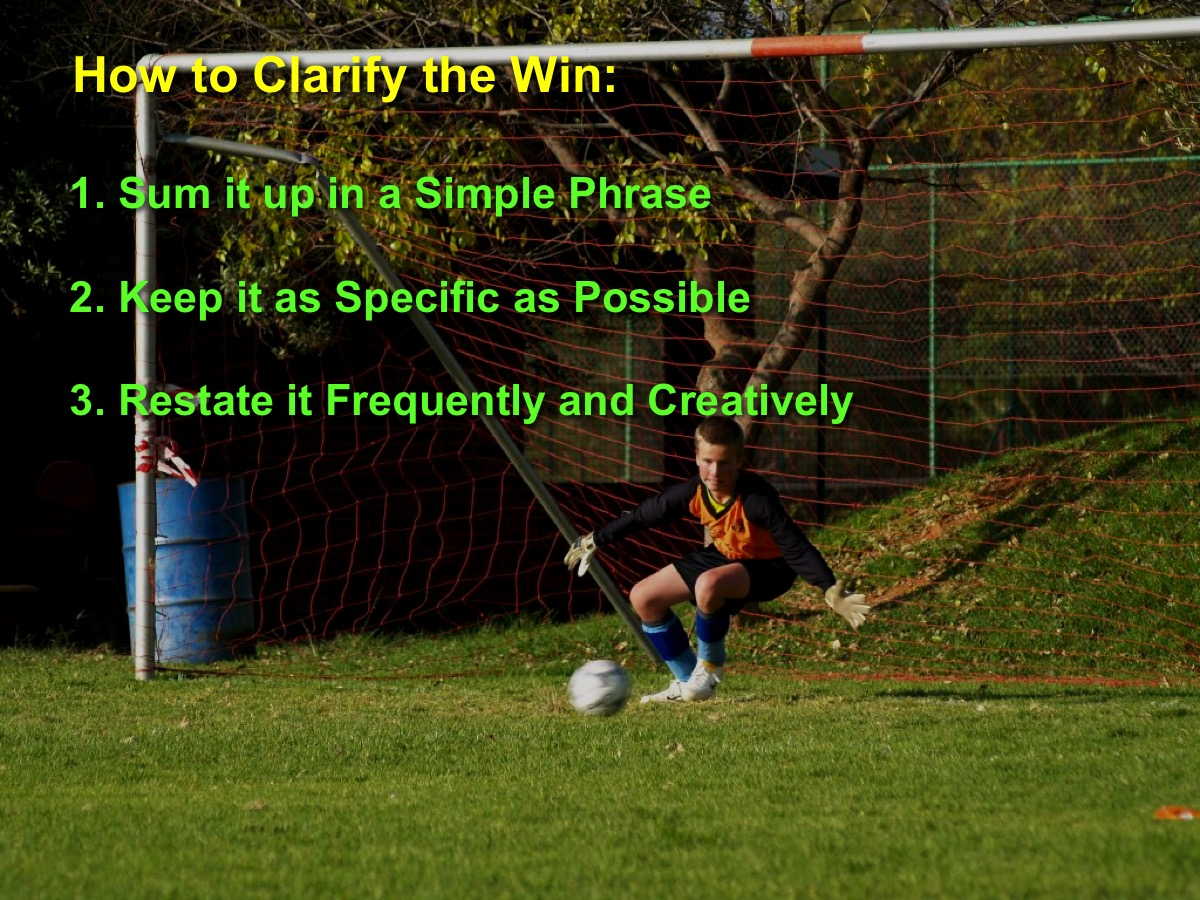 How to Clarify the Win:
1. Sum it up in a Simple Phrase
2. Keep it as Specific as Possible
3. Restate it Frequently and Creatively